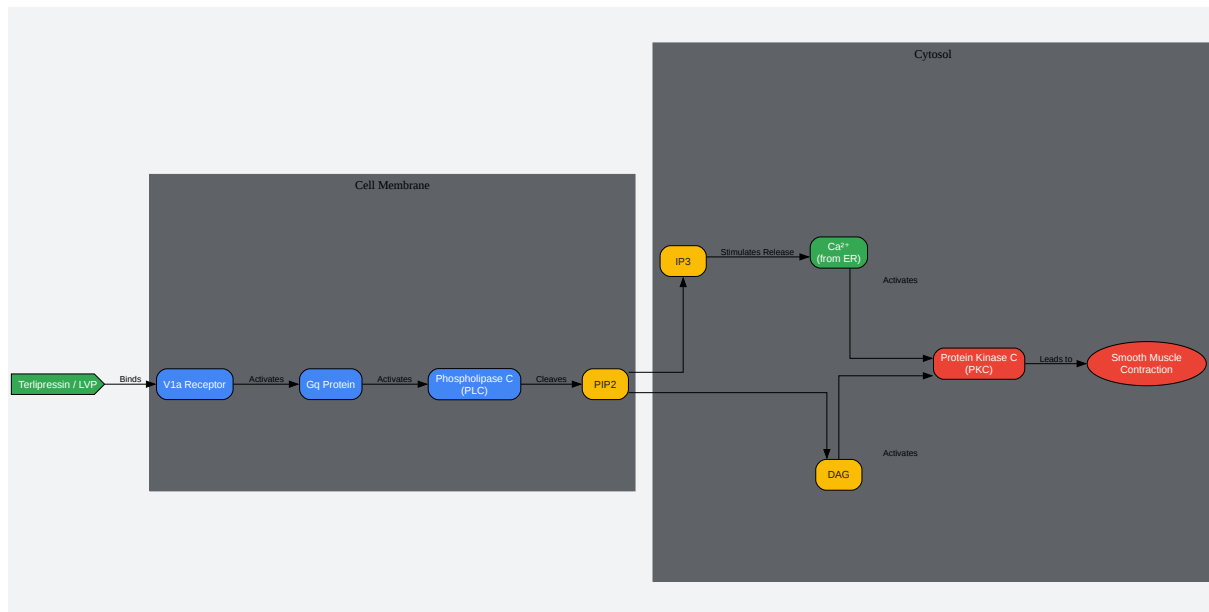 Cytosol
Cell Membrane
Terlipressin / LVP
Binds
V1a Receptor
Activates
Gq Protein
Activates
Phospholipase C
(PLC)
Cleaves
PIP2
IP3
Stimulates Release
Ca²⁺
(from ER)
Activates
DAG
Activates
Protein Kinase C
(PKC)
Leads to
Smooth Muscle
Contraction